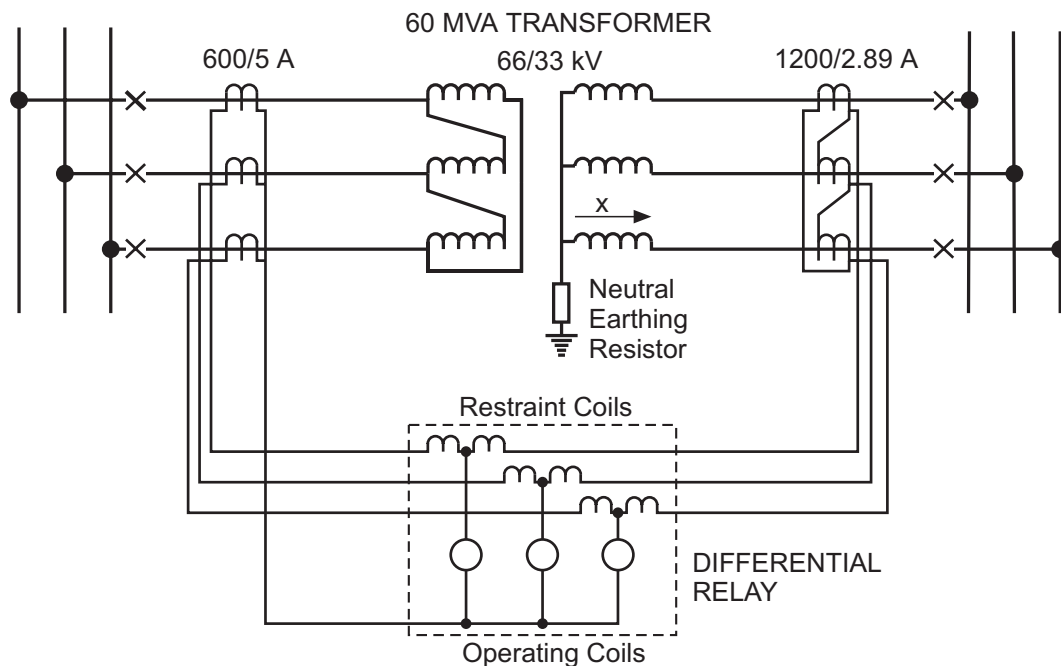 60 MVA TRANSFORMER
600/5 A
66/33 kV
1200/2.89 A
x
Neutral
Earthing
Resistor
Restraint Coils
DIFFERENTIAL
RELAY
Operating Coils